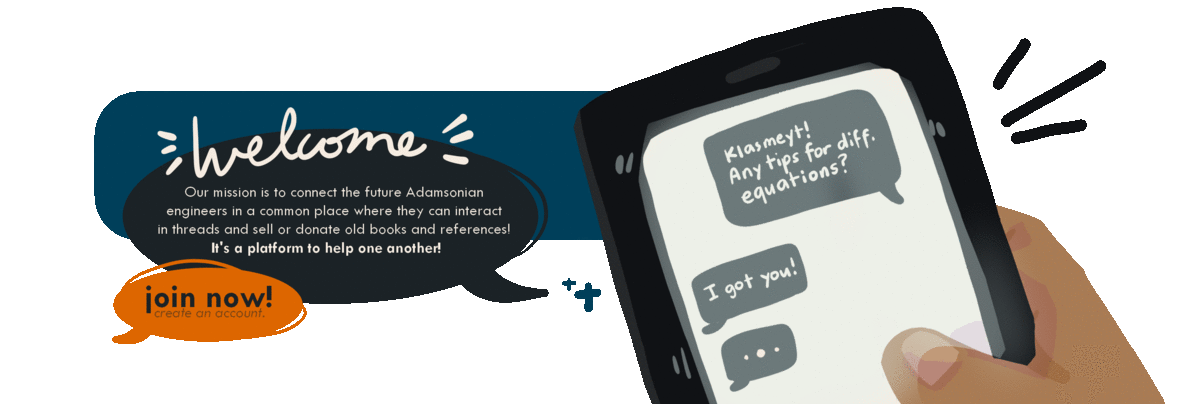 welcome
Our mission is to connect the future Adamsonian
engineers in a common place where they can interact
in threads and sell or donate old books and references!
It's a platform to help one another!
join now!
create an account.
Klasmeyt!
Any tips for diff.
equations?
I got you!